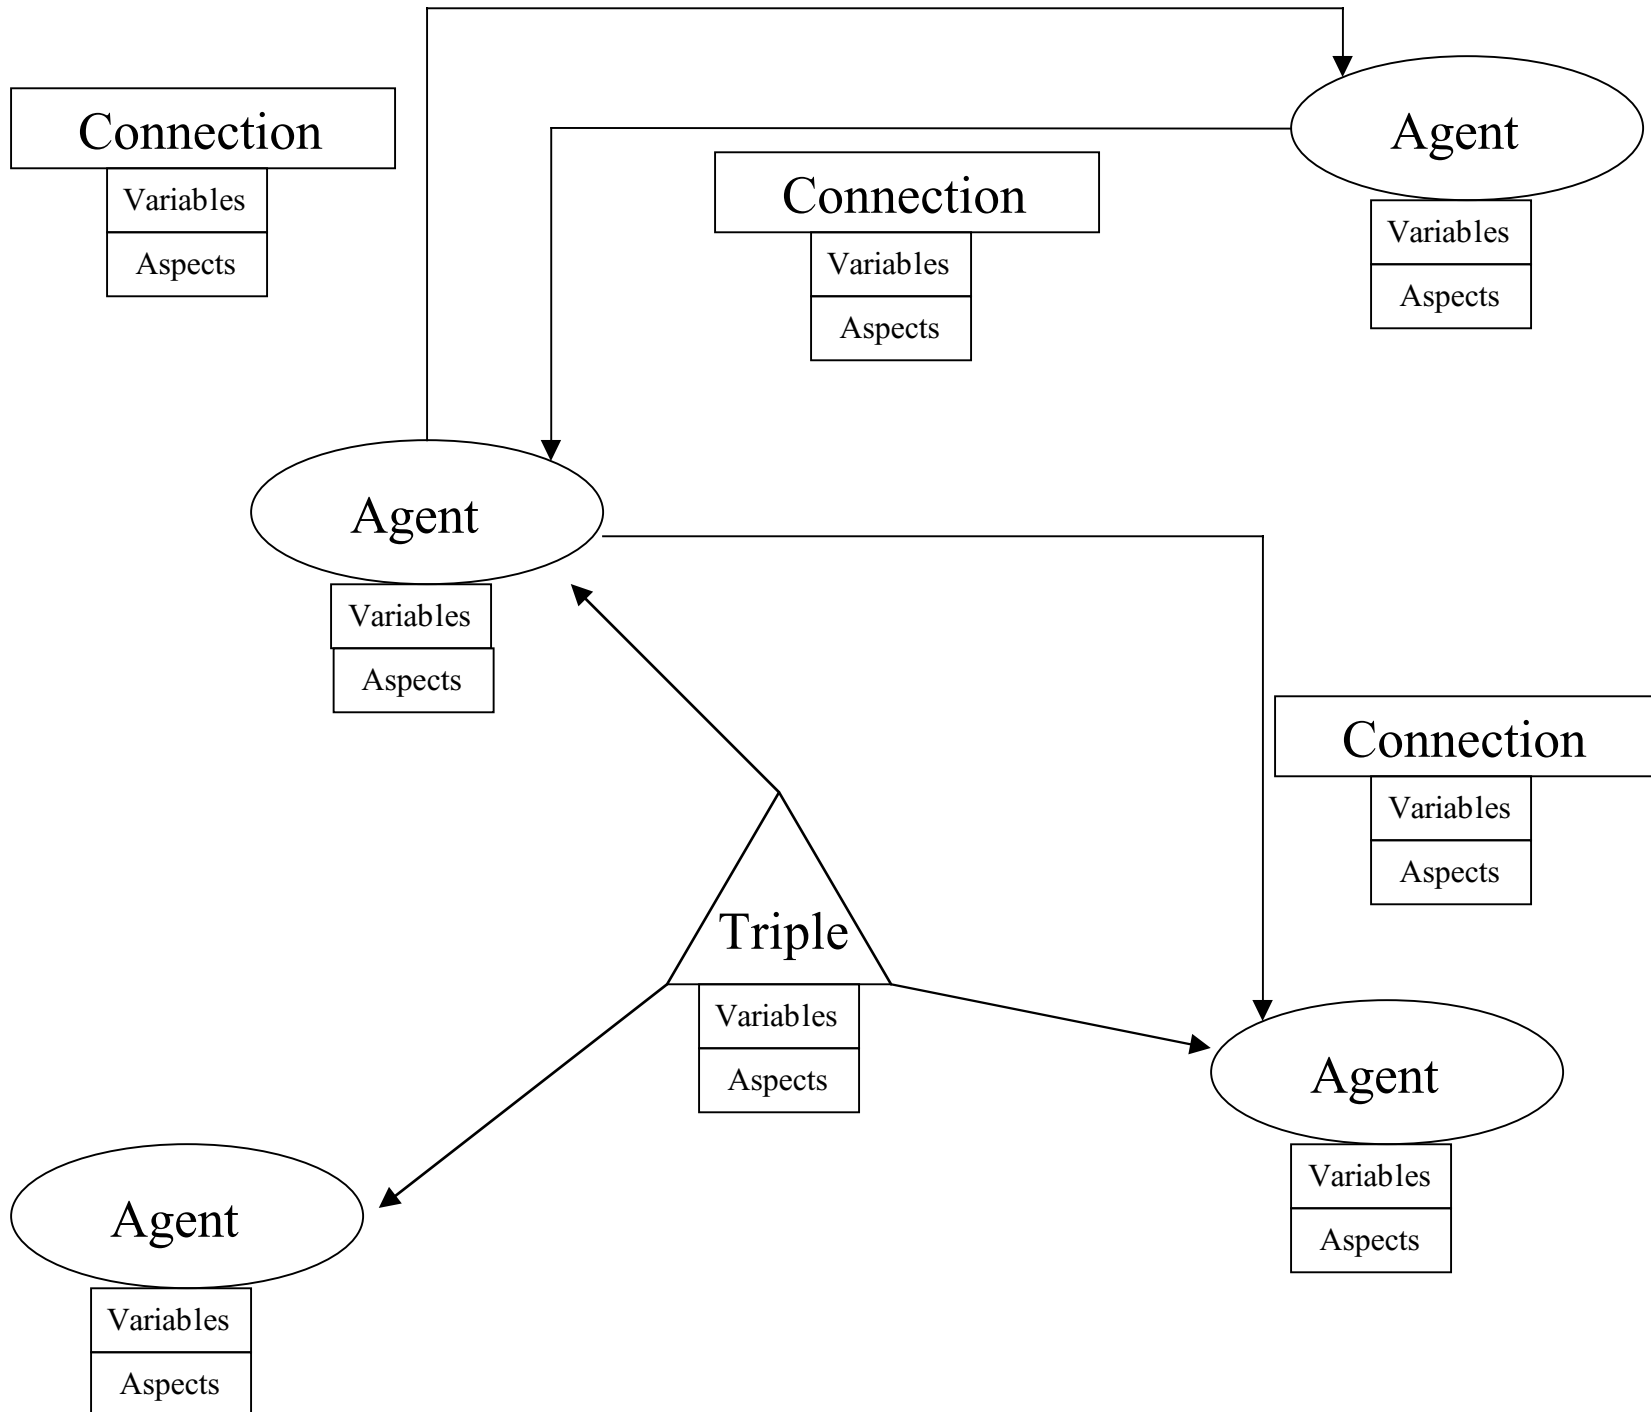 Connection
Variables
Aspects
Connection
Variables
Aspects
Agent
Variables
Aspects
Agent
Variables
Aspects
Connection
Variables
Aspects
Triple
Variables
Aspects
Agent
Variables
Aspects
Agent
Variables
Aspects